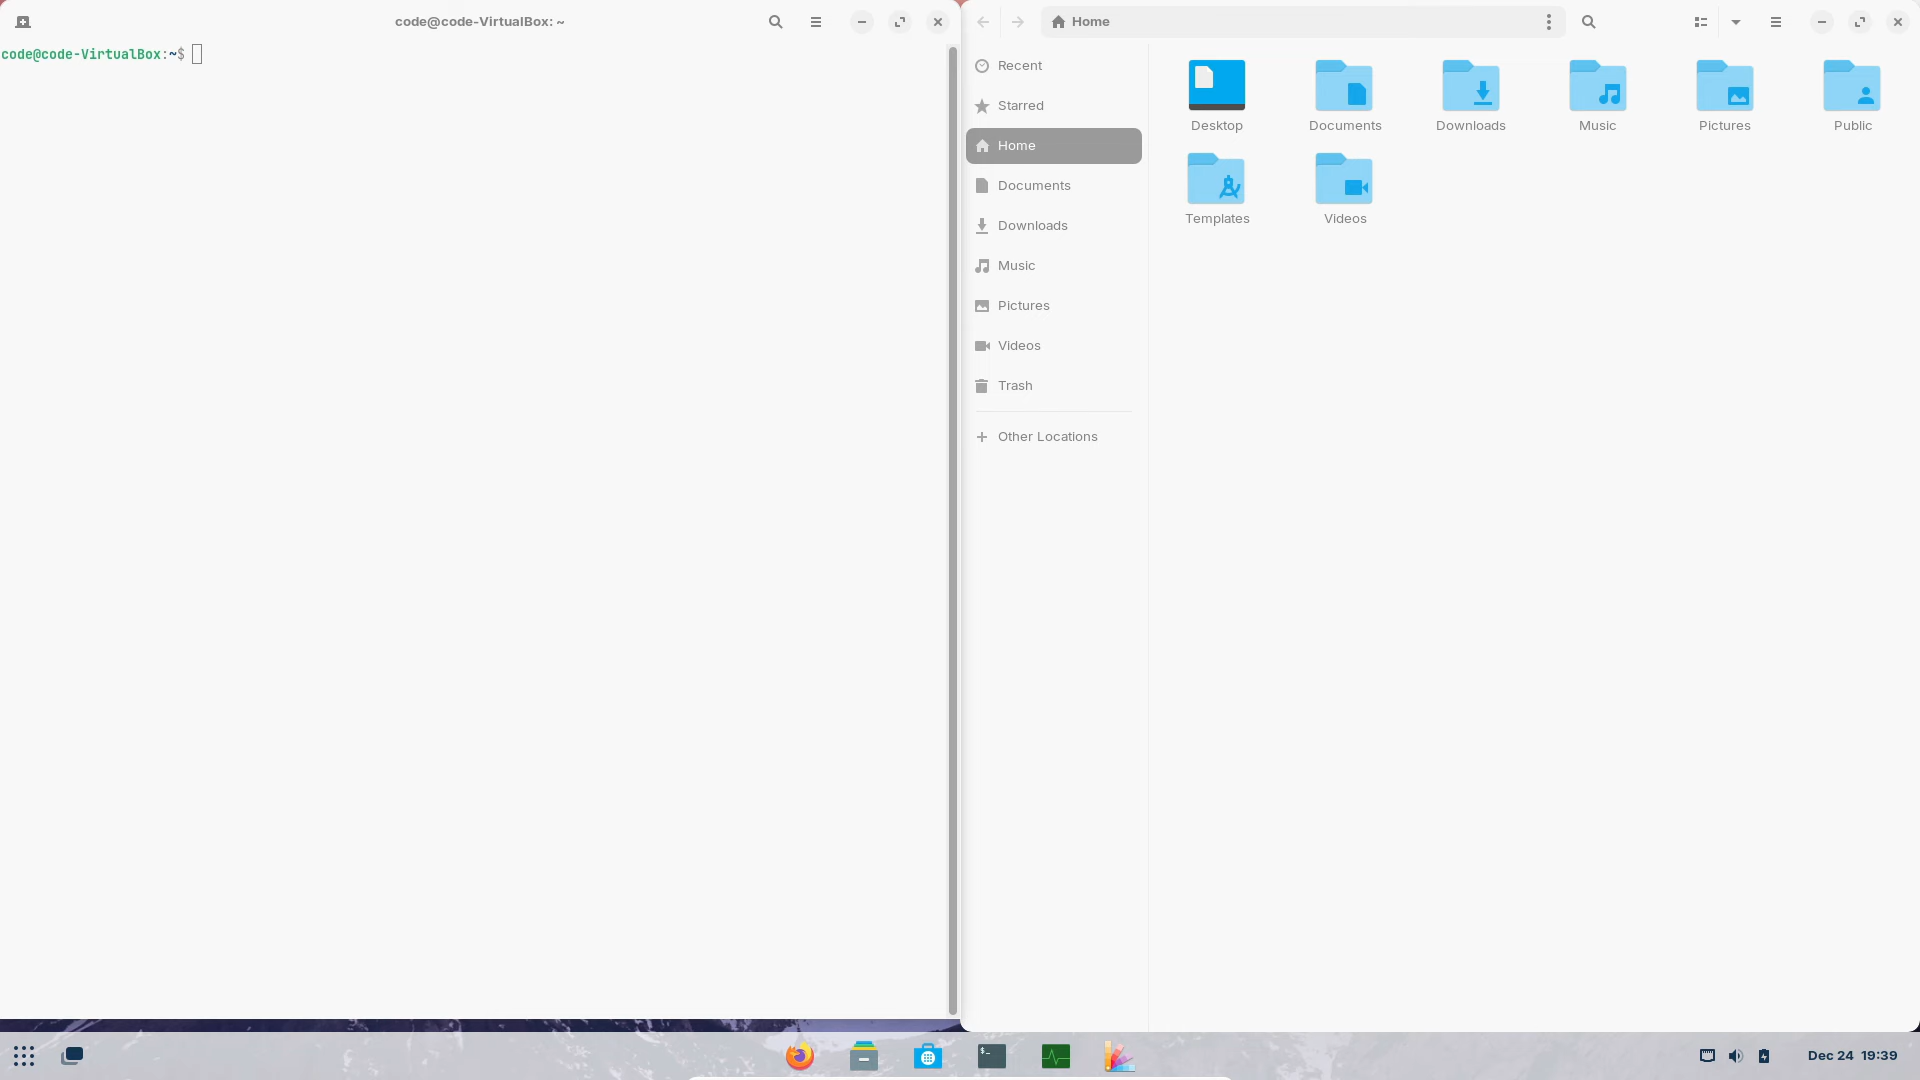 code@code-VirtualBox: ~
code@code-VirtualBox:~$
Home
Recent
Starred
Home
Documents
Downloads
Music
Pictures
Videos
Trash
Other Locations
Desktop
Documents
Downloads
Music
Pictures
Public
Templates
Videos
$_
Dec 24 19:39